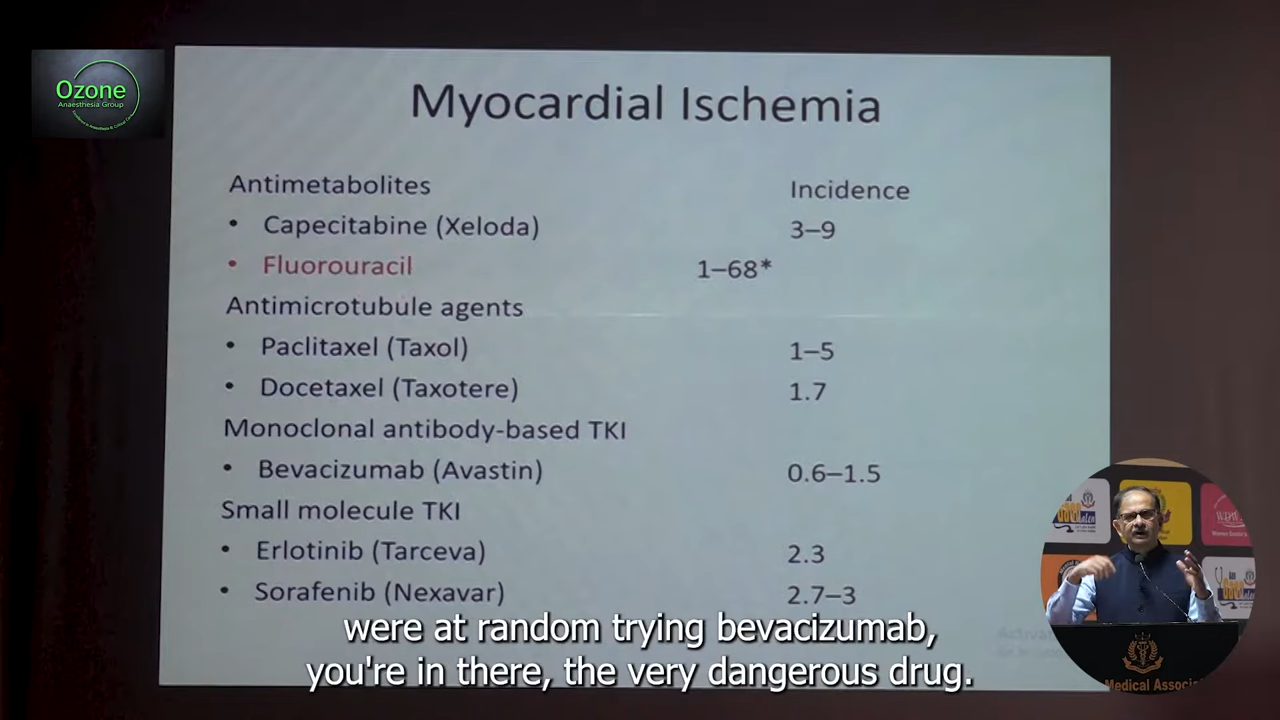 Ozone
Anaesthesia Group
Myocardial Ischemia
Antimetabolites Incidence
• Capecitabine (Xeloda) 3–9
• Fluorouracil 1–68*
Antimicrotubule agents
• Paclitaxel (Taxol) 1–5
• Docetaxel (Taxotere) 1.7
Monoclonal antibody-based TKI
• Bevacizumab (Avastin) 0.6–1.5
Small molecule TKI
• Erlotinib (Tarceva) 2.3
• Sorafenib (Nexavar) 2.7–3
were at random trying bevacizumab,
you're in there, the very dangerous drug.
WDW
Medical Associ